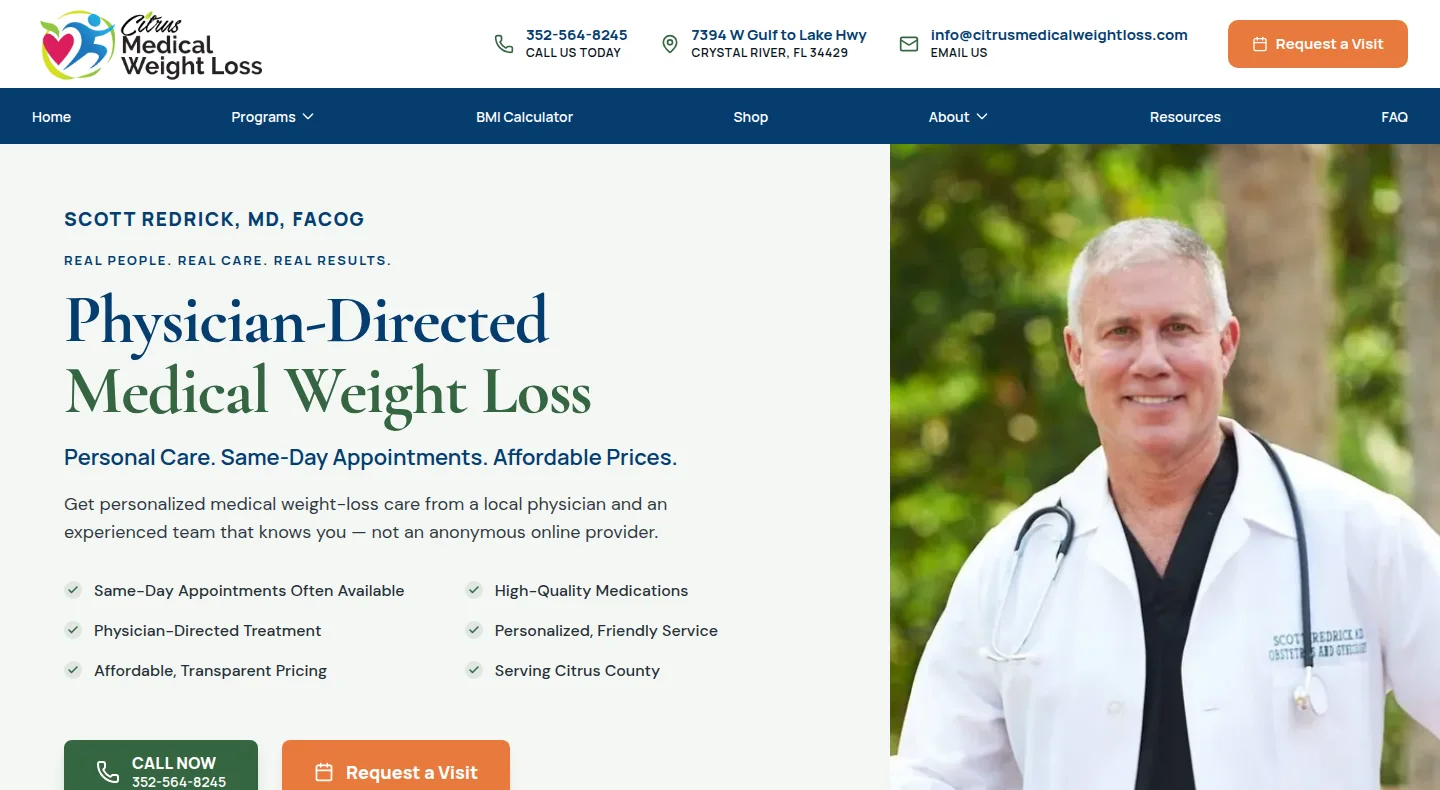 Citrus
Medical
Weight Loss
352-564-8245
CALL US TODAY
7394 W Gulf to Lake Hwy
CRYSTAL RIVER, FL 34429
info@citrusmedicalweightloss.com
EMAIL US
Request a Visit
Home
Programs
BMI Calculator
Shop
About
Resources
FAQ
SCOTT REDRICK, MD, FACOG
REAL PEOPLE. REAL CARE. REAL RESULTS.
Physician-Directed
Medical Weight Loss
Personal Care. Same-Day Appointments. Affordable Prices.
Get personalized medical weight-loss care from a local physician and an
experienced team that knows you — not an anonymous online provider.
Same-Day Appointments Often Available
High-Quality Medications
Physician-Directed Treatment
Personalized, Friendly Service
Affordable, Transparent Pricing
Serving Citrus County
CALL NOW
352-564-8245
Request a Visit
SCOTT REDRICK MD